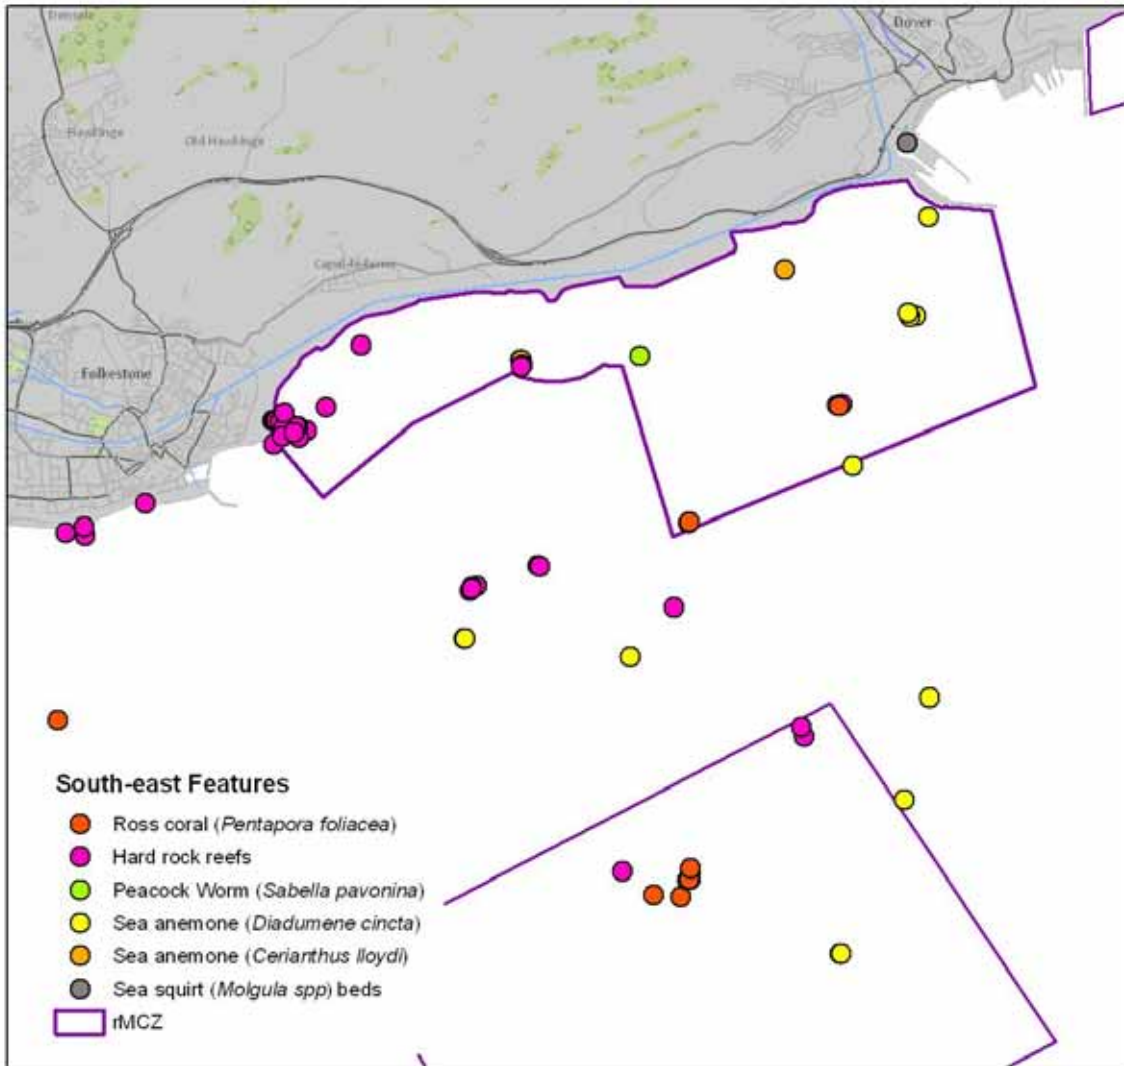 Densole
Dover
Hawkinge
Old Hawkinge
Capel-le-Ferne
Folkestone
South-east Features
Ross coral (Pentapora foliacea)
Hard rock reefs
Peacock Worm (Sabella pavonina)
Sea anemone (Diadumene cincta)
Sea anemone (Cerianthus lloydi)
Sea squirt (Molgula spp) beds
rMCZ